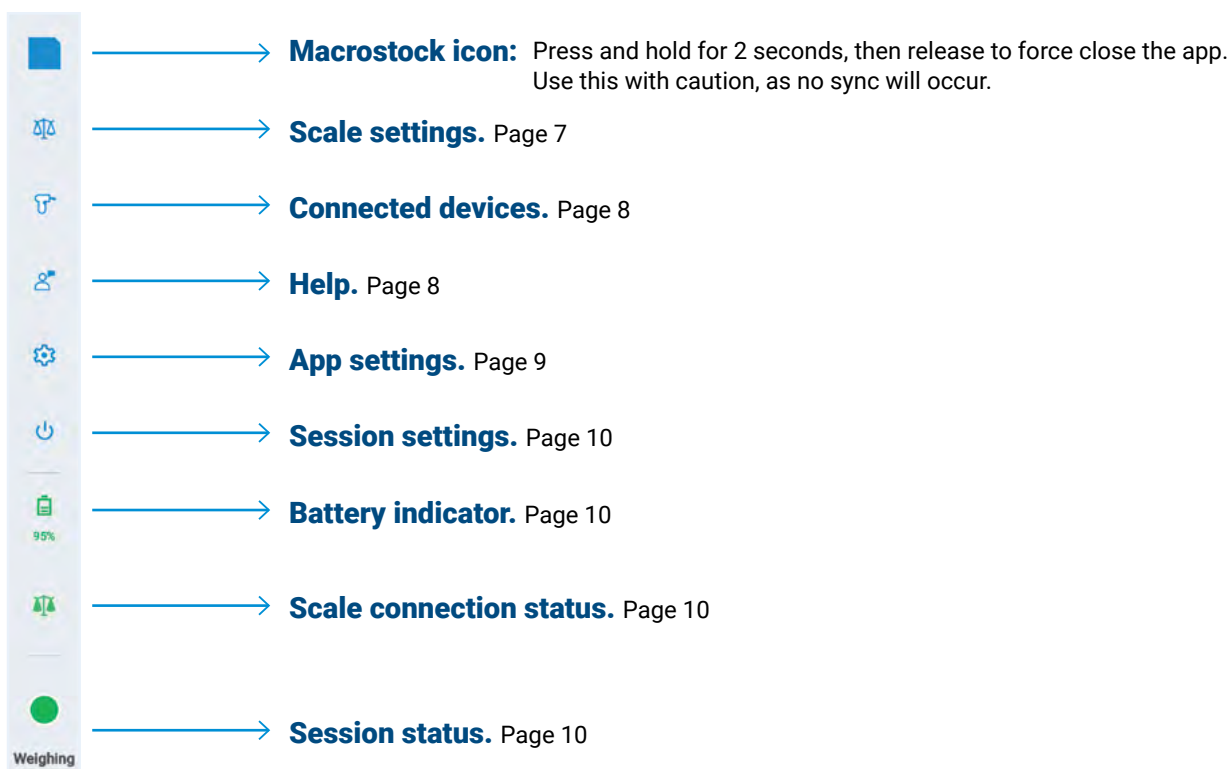 Macrostock icon: Press and hold for 2 seconds, then release to force close the app.
Use this with caution, as no sync will occur.
Scale settings. Page 7
Connected devices. Page 8
Help. Page 8
App settings. Page 9
Session settings. Page 10
Battery indicator. Page 10
95%
Scale connection status. Page 10
Session status. Page 10
Weighing